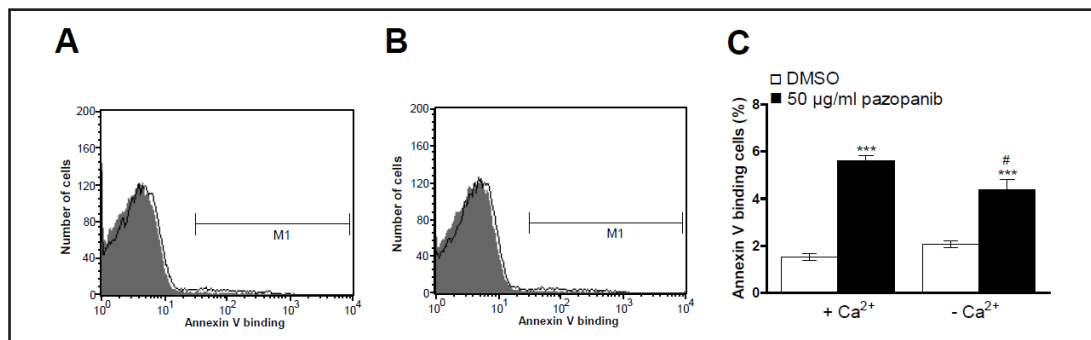 A
B
C
Number of cells
200
160
120
80
40
0
M1
10^0
10^1
10^2
10^3
10^4
Annexin V binding
Number of cells
200
160
120
80
40
0
M1
10^0
10^1
10^2
10^3
10^4
Annexin V binding
DMSO
50 µg/ml pazopanib
Annexin V binding cells (%)
8
6
4
2
0
***
#
***
+ Ca²⁺
- Ca²⁺